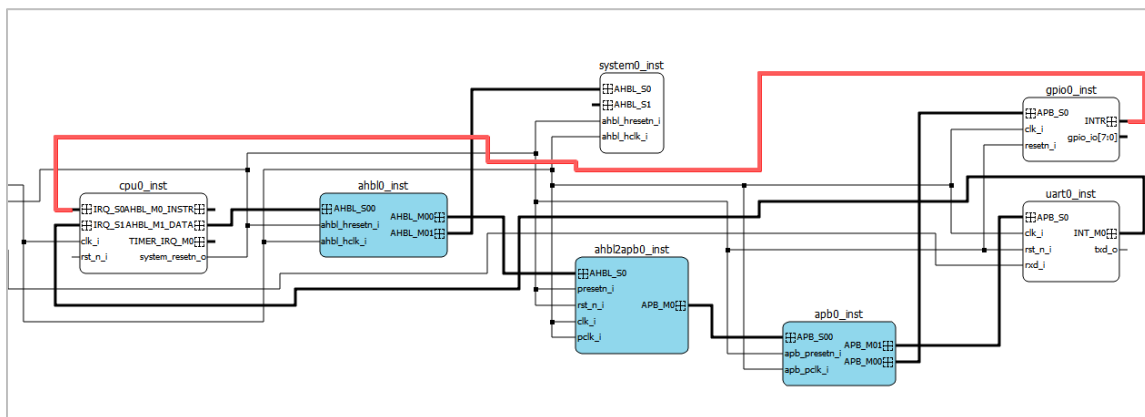 system0_inst
AHBL_S0
AHBL_S1
ahbl_hresetn_i
ahbl_hclk_i
gpio0_inst
APB_S0
INTR
clk_i
gpio_io[7:0]
resetn_i
cpu0_inst
IRQ_S0 AHBL_M0_INSTR
IRQ_S1 AHBL_M1_DATA
clk_i
TIMER_IRQ_M0
rst_n_i
system_resetn_o
ahbl0_inst
AHBL_S00
AHBL_M00
ahbl_hresetn_i
AHBL_M01
ahbl_hclk_i
uart0_inst
APB_S0
clk_i
INT_M0
rst_n_i
txd_o
rxd_i
ahbl2apb0_inst
AHBL_S0
presetn_i
rst_n_i
APB_M0
clk_i
pclk_i
apb0_inst
APB_S00
APB_M01
apb_presetn_i
APB_M00
apb_pclk_i